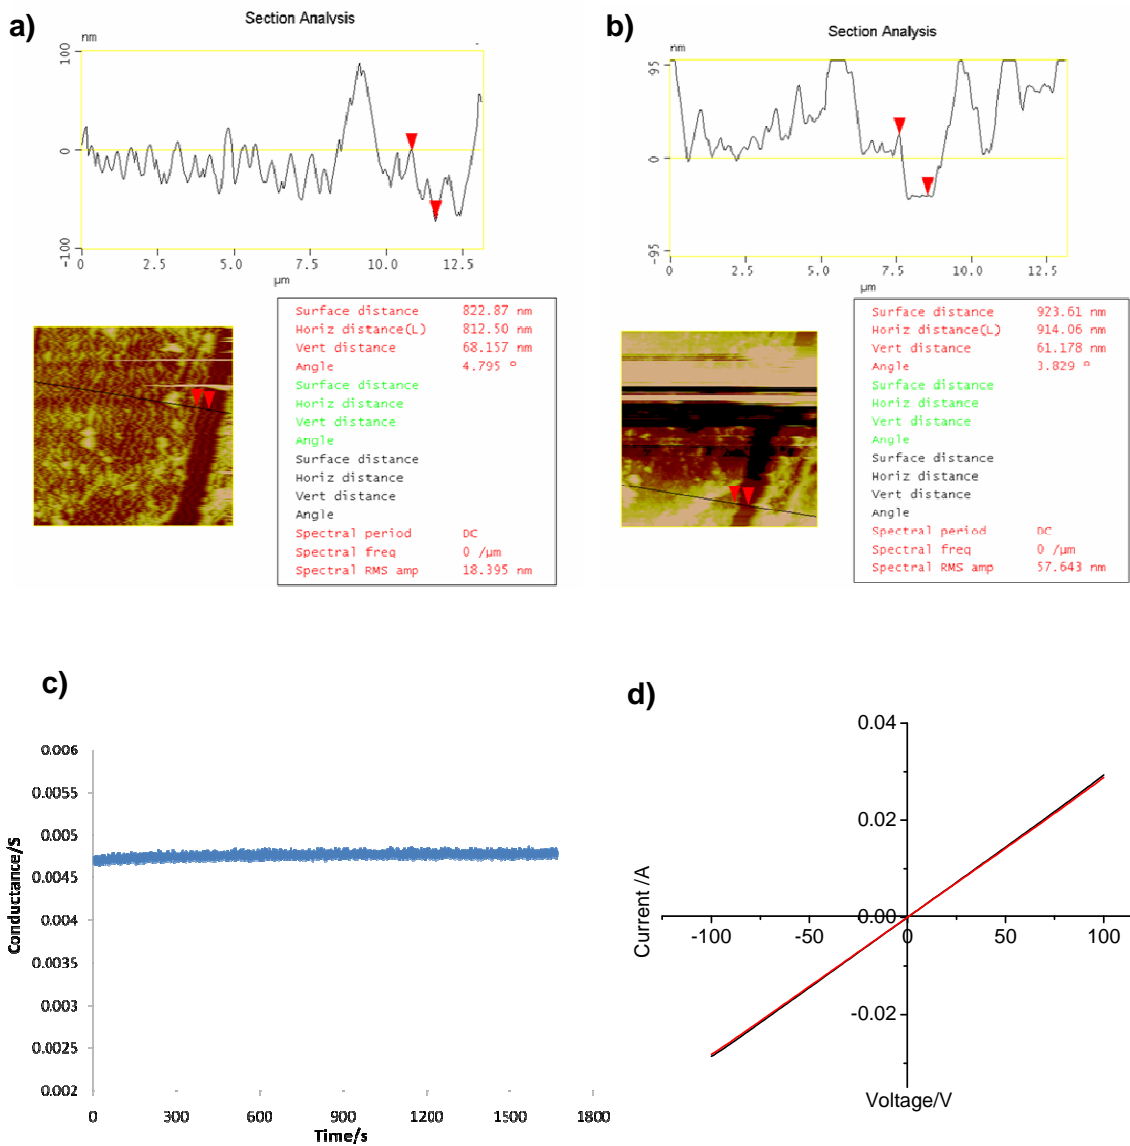 a)
Section Analysis
nm
100
0
-100
0
2.5
5.0
7.5
10.0
12.5
µm
Surface distance 822.87 nm
Horiz distance(L) 812.50 nm
Vert distance 68.157 nm
Angle 4.795 º
Surface distance
Horiz distance
Vert distance
Angle
Surface distance
Horiz distance
Vert distance
Angle
Spectral period DC
Spectral freq 0 /µm
Spectral RMS amp 18.395 nm
b)
Section Analysis
nm
95
0
-95
0
2.5
5.0
7.5
10.0
12.5
µm
Surface distance 923.61 nm
Horiz distance(L) 914.06 nm
Vert distance 61.178 nm
Angle 3.829 º
Surface distance
Horiz distance
Vert distance
Angle
Surface distance
Horiz distance
Vert distance
Angle
Spectral period DC
Spectral freq 0 /µm
Spectral RMS amp 57.643 nm
c)
0.006
0.0055
0.005
0.0045
0.004
0.0035
0.003
0.0025
0.002
Conductance/S
0
300
600
900
1200
1500
1800
Time/s
d)
0.04
0.02
0.00
-0.02
Current /A
-100
-50
0
50
100
Voltage/V